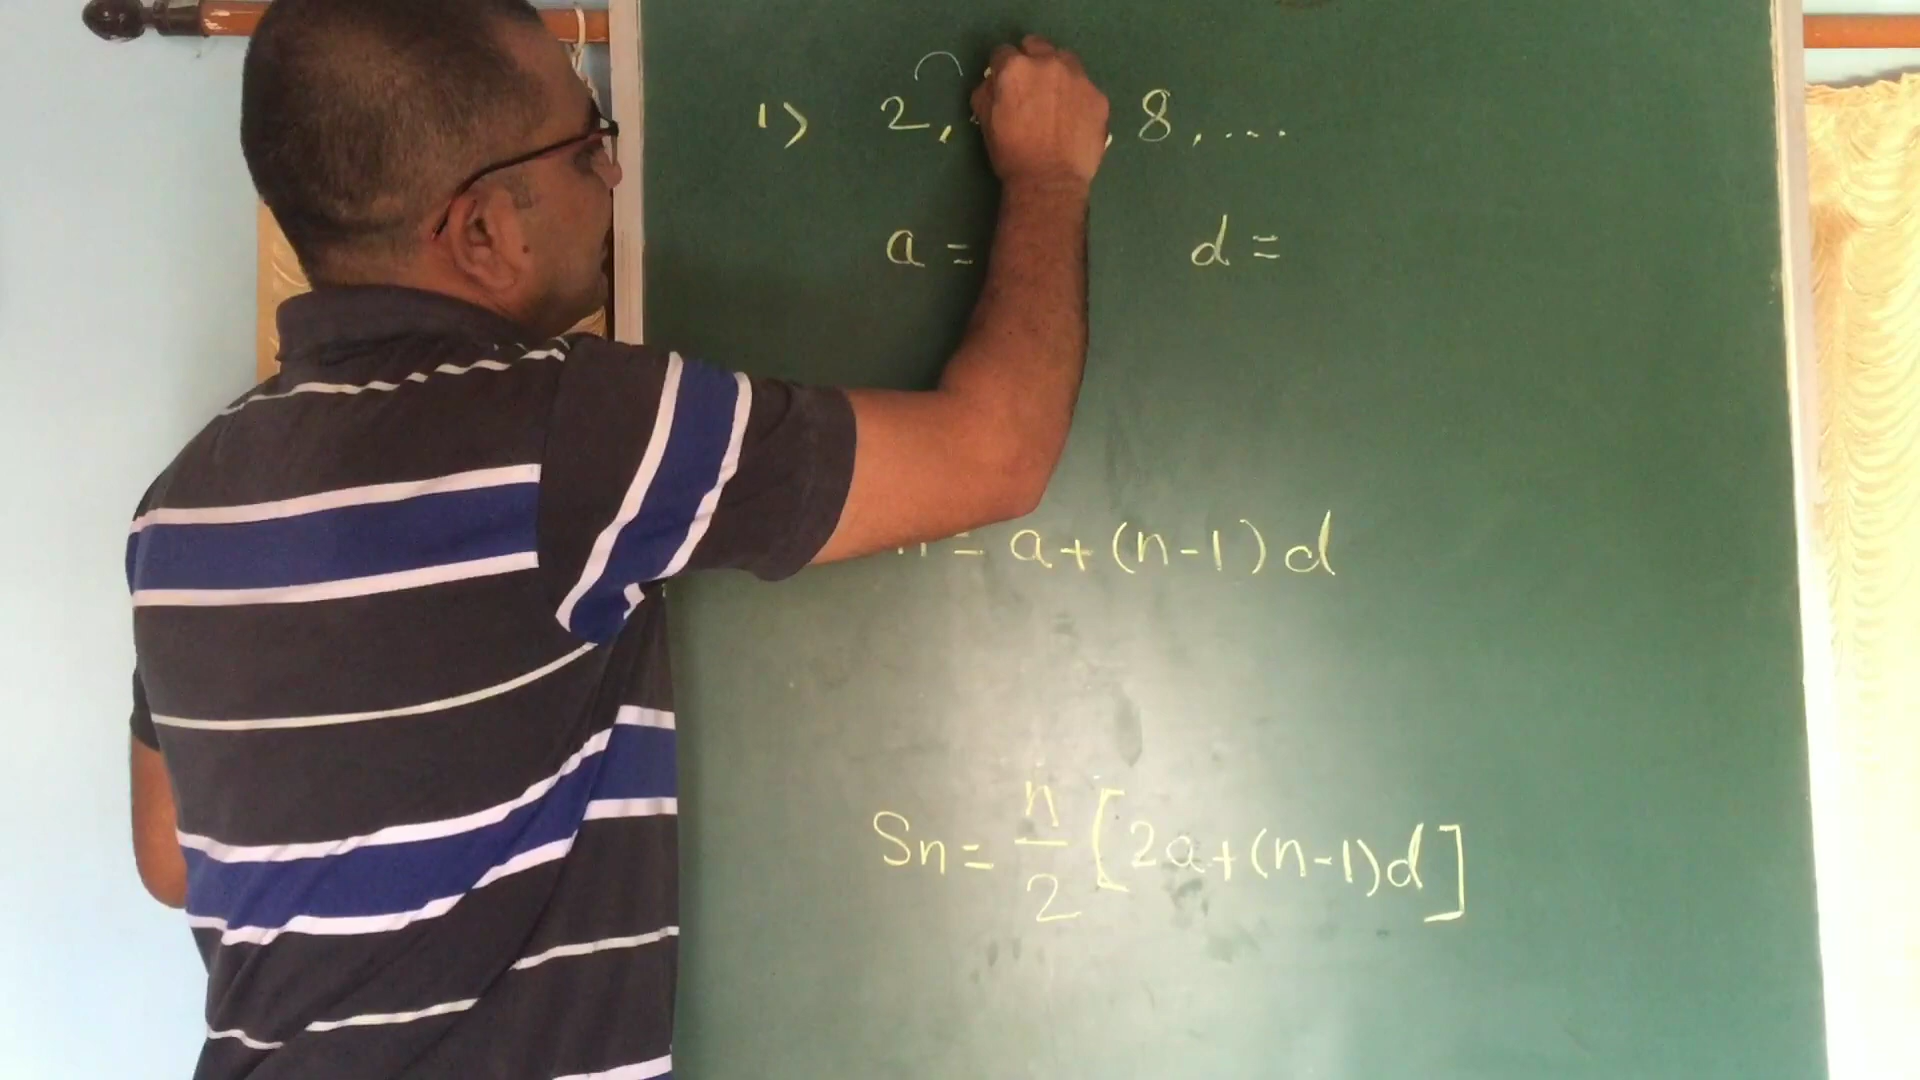 1) 2, , 8, ....
a = d =
n = a + (n - 1) d
Sn = n/2 [2a + (n - 1) d]